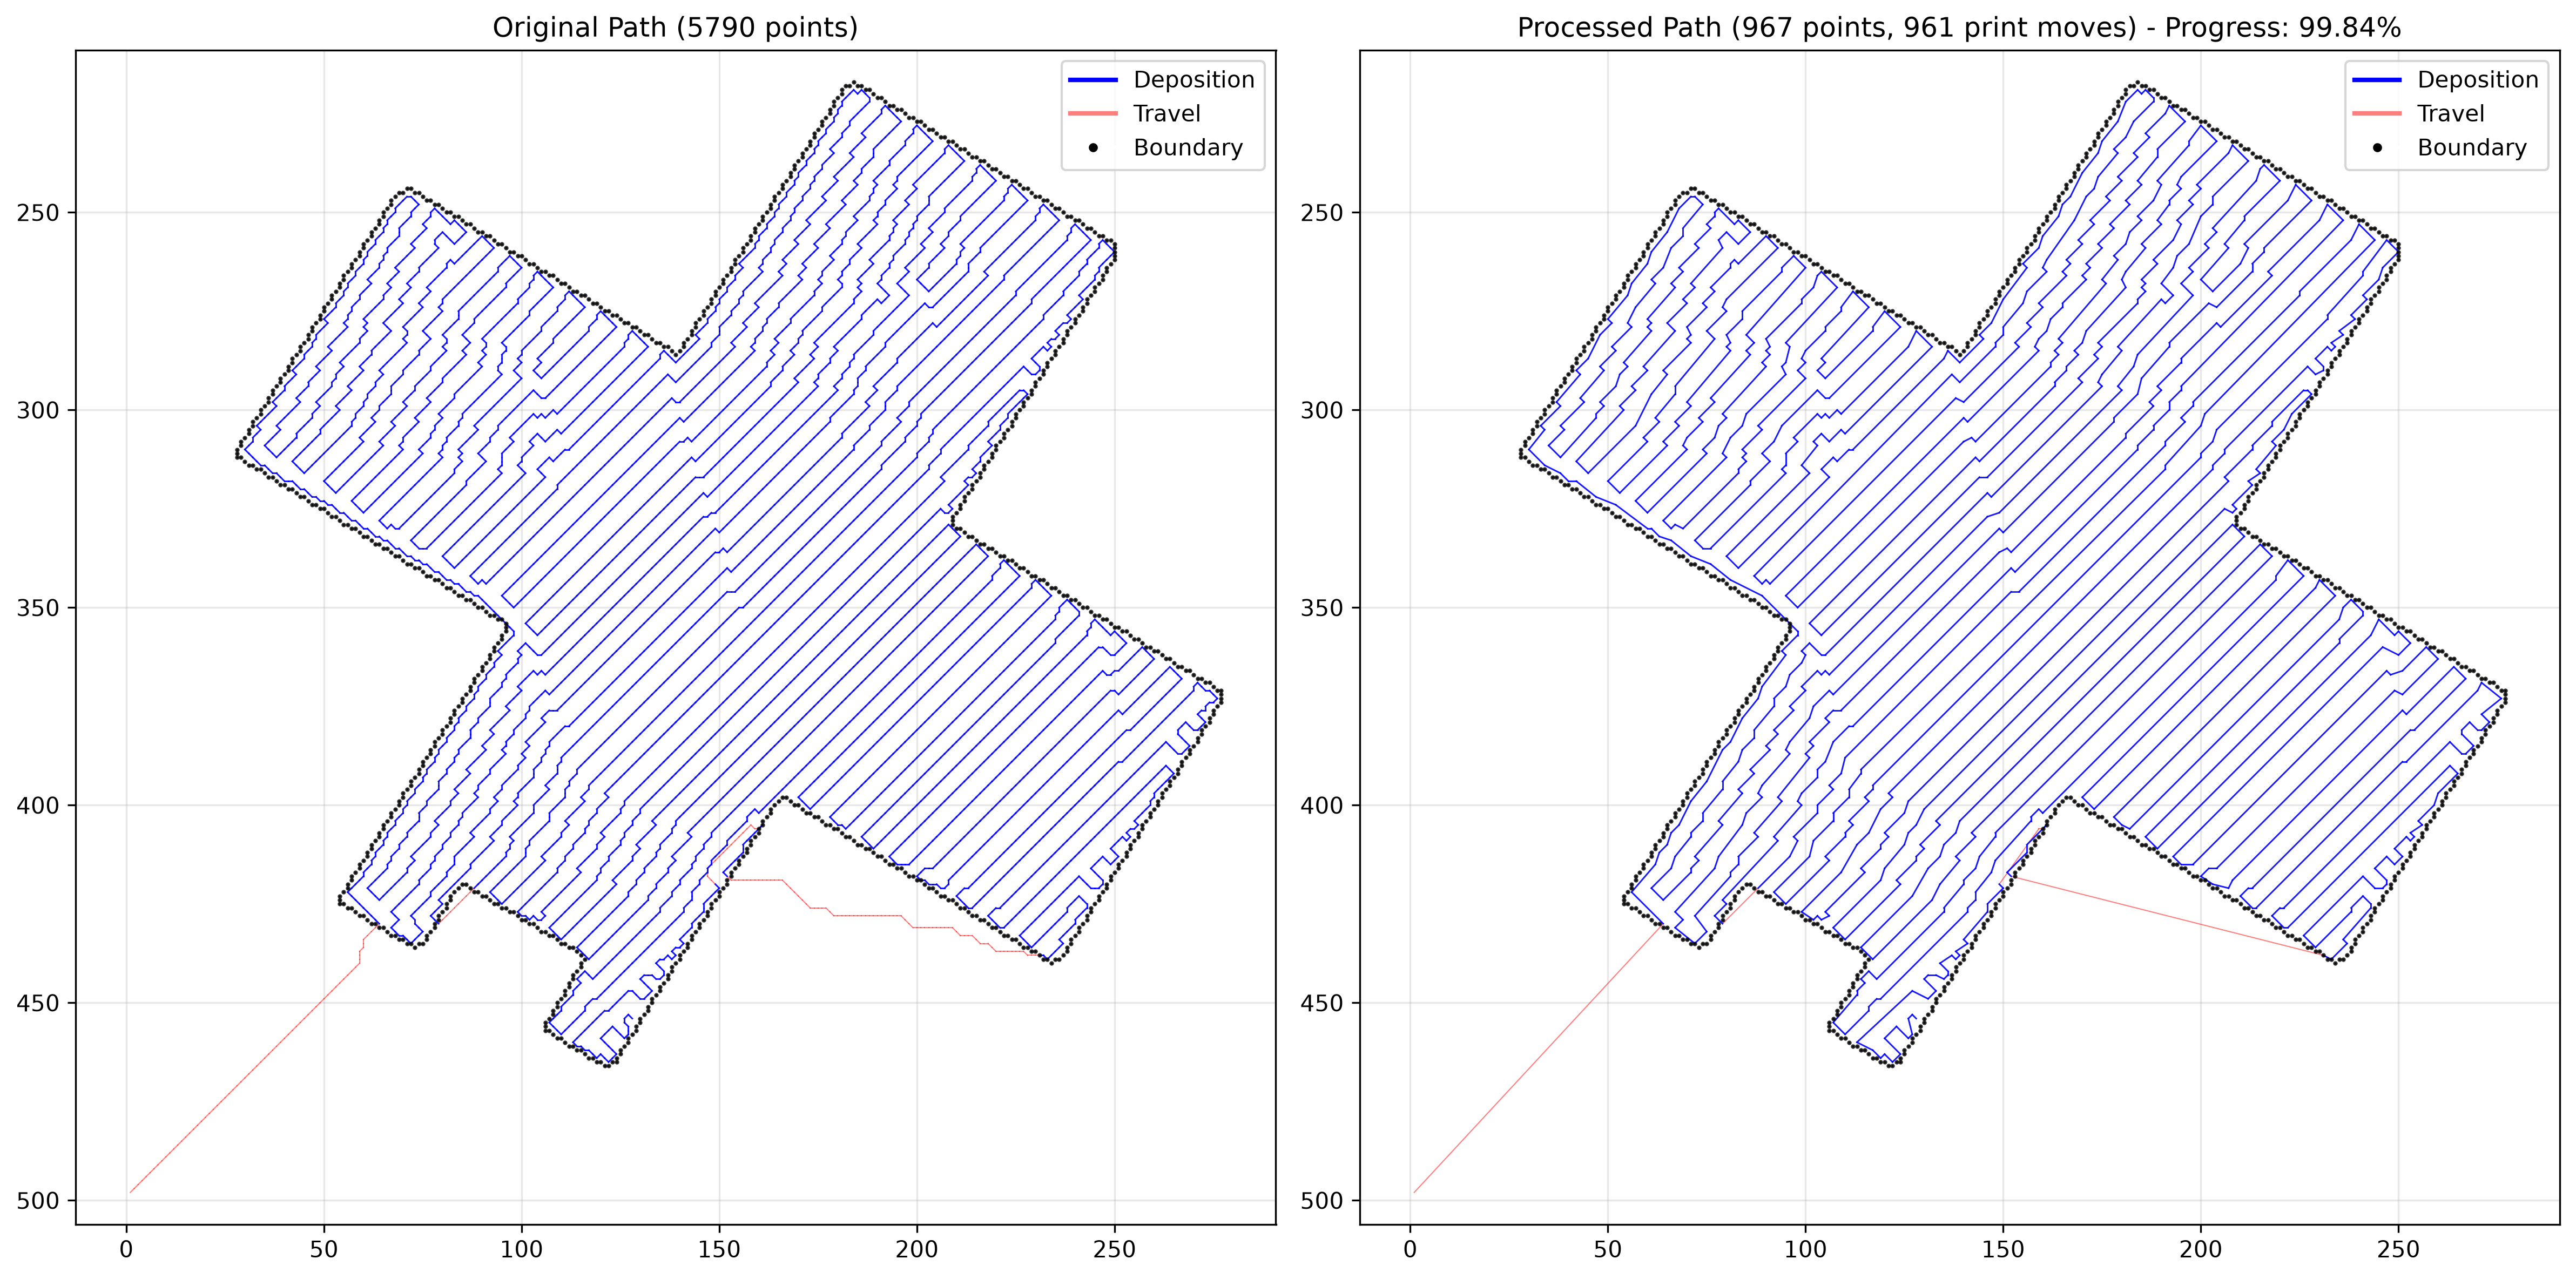 Original Path (5790 points)
Deposition
Travel
Boundary
250
300
350
400
450
500
0 50 100 150 200 250
Processed Path (967 points, 961 print moves) - Progress: 99.84%
Deposition
Travel
Boundary
250
300
350
400
450
500
0 50 100 150 200 250